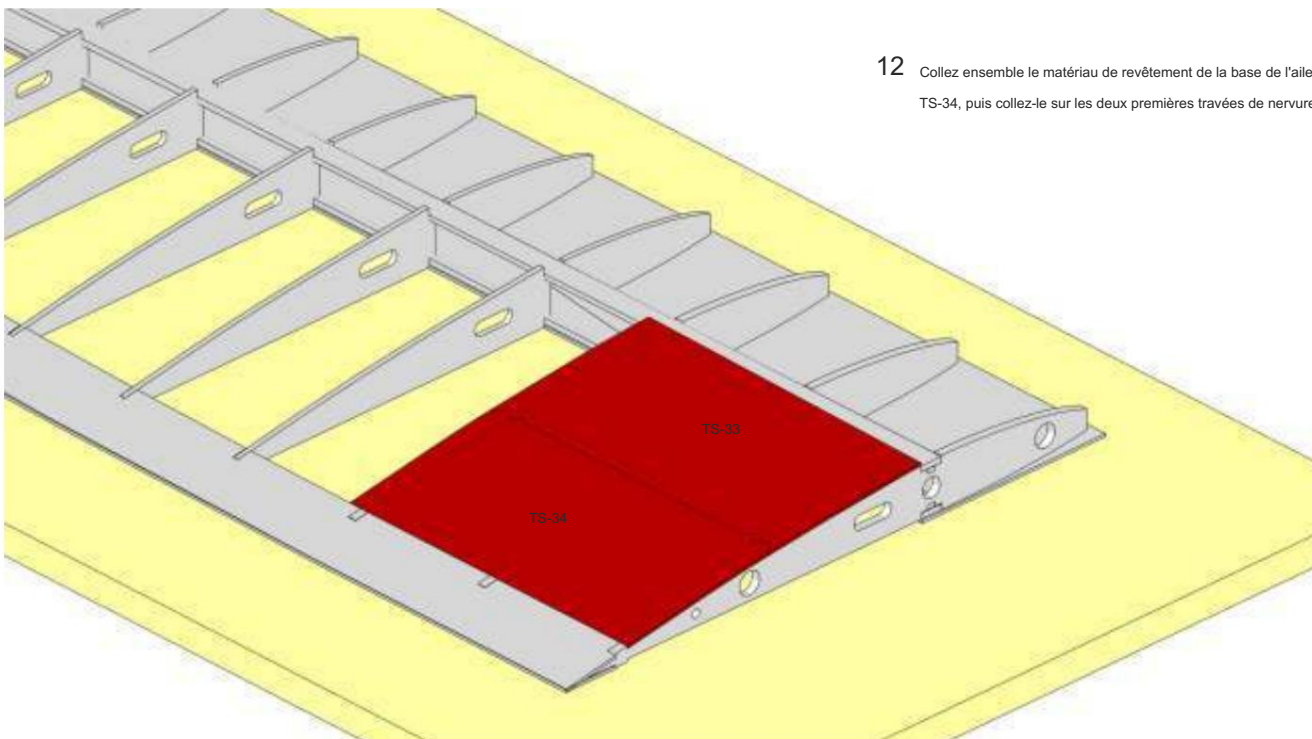 12 Collez ensemble le matériau de revêtement de la base de l'aile
TS-34, puis collez-le sur les deux premières travées de nervure
TS-33
TS-34